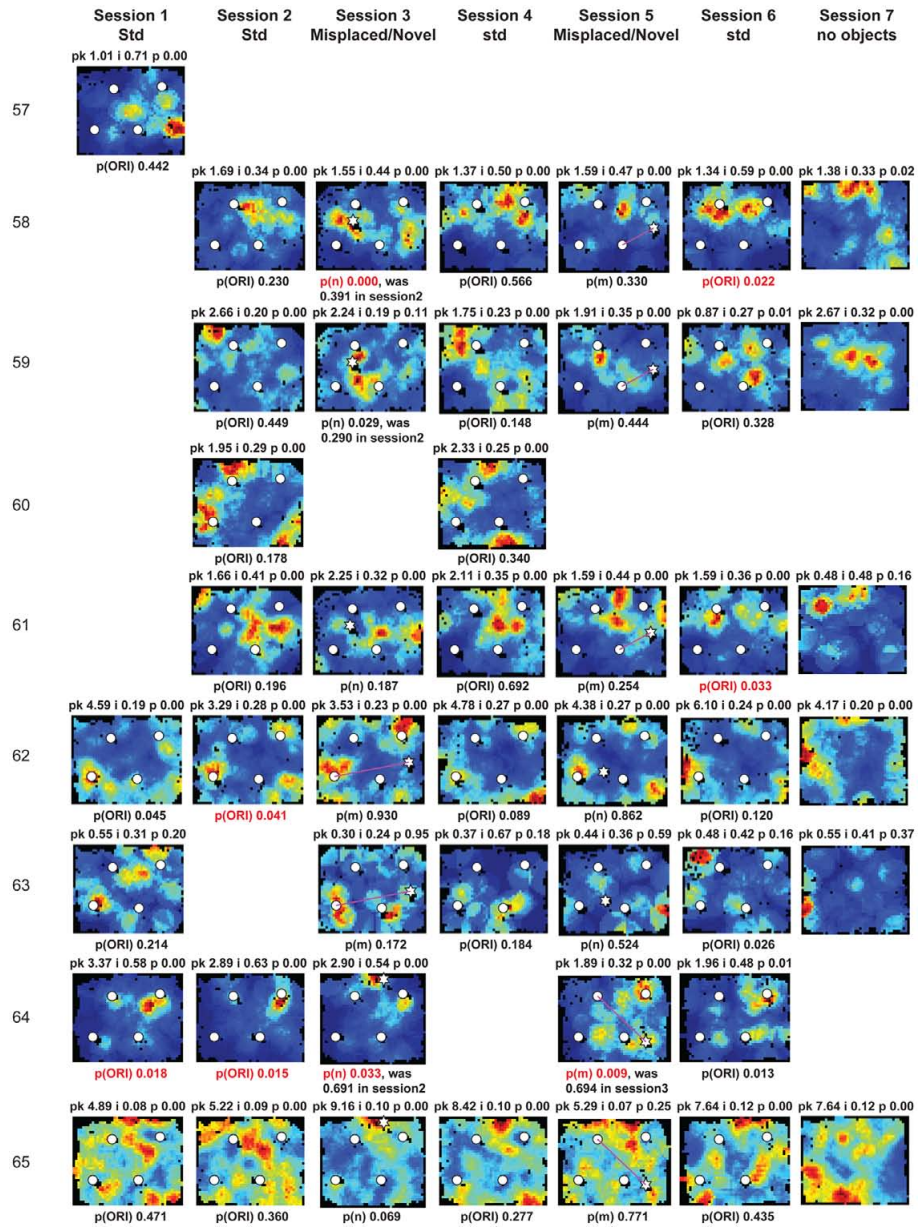 Session 1 Session 2 Session 3 Session 4 Session 5 Session 6 Session 7
Std Std Misplaced/Novel std Misplaced/Novel std no objects
pk 1.01 i 0.71 p 0.00
57
p(ORI) 0.442
pk 1.69 i 0.34 p 0.00 pk 1.55 i 0.44 p 0.00 pk 1.37 i 0.50 p 0.00 pk 1.59 i 0.47 p 0.00 pk 1.34 i 0.59 p 0.00 pk 1.38 i 0.33 p 0.02
58
p(ORI) 0.230 p(n) 0.000, was p(ORI) 0.566 p(m) 0.330 p(ORI) 0.022
0.391 in session2
pk 2.66 i 0.20 p 0.00 pk 2.24 i 0.19 p 0.11 pk 1.75 i 0.23 p 0.00 pk 1.91 i 0.35 p 0.00 pk 0.87 i 0.27 p 0.01 pk 2.67 i 0.32 p 0.00
59
p(ORI) 0.449 p(n) 0.029, was p(ORI) 0.148 p(m) 0.444 p(ORI) 0.328
0.290 in session2
pk 1.95 i 0.29 p 0.00 pk 2.33 i 0.25 p 0.00
60
p(ORI) 0.178 p(ORI) 0.340
pk 1.66 i 0.41 p 0.00 pk 2.25 i 0.32 p 0.00 pk 2.11 i 0.35 p 0.00 pk 1.59 i 0.44 p 0.00 pk 1.59 i 0.36 p 0.00 pk 0.48 i 0.48 p 0.16
61
p(ORI) 0.196 p(n) 0.187 p(ORI) 0.692 p(m) 0.254 p(ORI) 0.033
pk 4.59 i 0.19 p 0.00 pk 3.29 i 0.28 p 0.00 pk 3.53 i 0.23 p 0.00 pk 4.78 i 0.27 p 0.00 pk 4.38 i 0.27 p 0.00 pk 6.10 i 0.24 p 0.00 pk 4.17 i 0.20 p 0.00
62
p(ORI) 0.045 p(ORI) 0.041 p(m) 0.930 p(ORI) 0.089 p(n) 0.862 p(ORI) 0.120
pk 0.55 i 0.31 p 0.20 pk 0.30 i 0.24 p 0.95 pk 0.37 i 0.67 p 0.18 pk 0.44 i 0.36 p 0.59 pk 0.48 i 0.42 p 0.16 pk 0.55 i 0.41 p 0.37
63
p(ORI) 0.214 p(m) 0.172 p(ORI) 0.184 p(n) 0.524 p(ORI) 0.026
pk 3.37 i 0.58 p 0.00 pk 2.89 i 0.63 p 0.00 pk 2.90 i 0.54 p 0.00 pk 1.89 i 0.32 p 0.00 pk 1.96 i 0.48 p 0.01
64
p(ORI) 0.018 p(ORI) 0.015 p(n) 0.033, was p(m) 0.009, was p(ORI) 0.013
0.691 in session2 0.694 in session3
pk 4.89 i 0.08 p 0.00 pk 5.22 i 0.09 p 0.00 pk 9.16 i 0.10 p 0.00 pk 8.42 i 0.10 p 0.00 pk 5.29 i 0.07 p 0.25 pk 7.64 i 0.12 p 0.00 pk 7.64 i 0.12 p 0.00
65
p(ORI) 0.471 p(ORI) 0.360 p(n) 0.069 p(ORI) 0.277 p(m) 0.771 p(ORI) 0.435